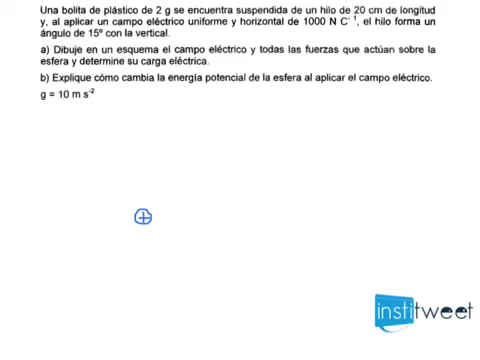 Una bolita de plástico de 2 g se encuentra suspendida de un hilo de 20 cm de longitud
y, al aplicar un campo eléctrico uniforme y horizontal de 1000 N C⁻¹, el hilo forma un
ángulo de 15º con la vertical.
a) Dibuje en un esquema el campo eléctrico y todas las fuerzas que actúan sobre la
esfera y determine su carga eléctrica.
b) Explique cómo cambia la energía potencial de la esfera al aplicar el campo eléctrico.
g = 10 m s⁻²
+
institweet